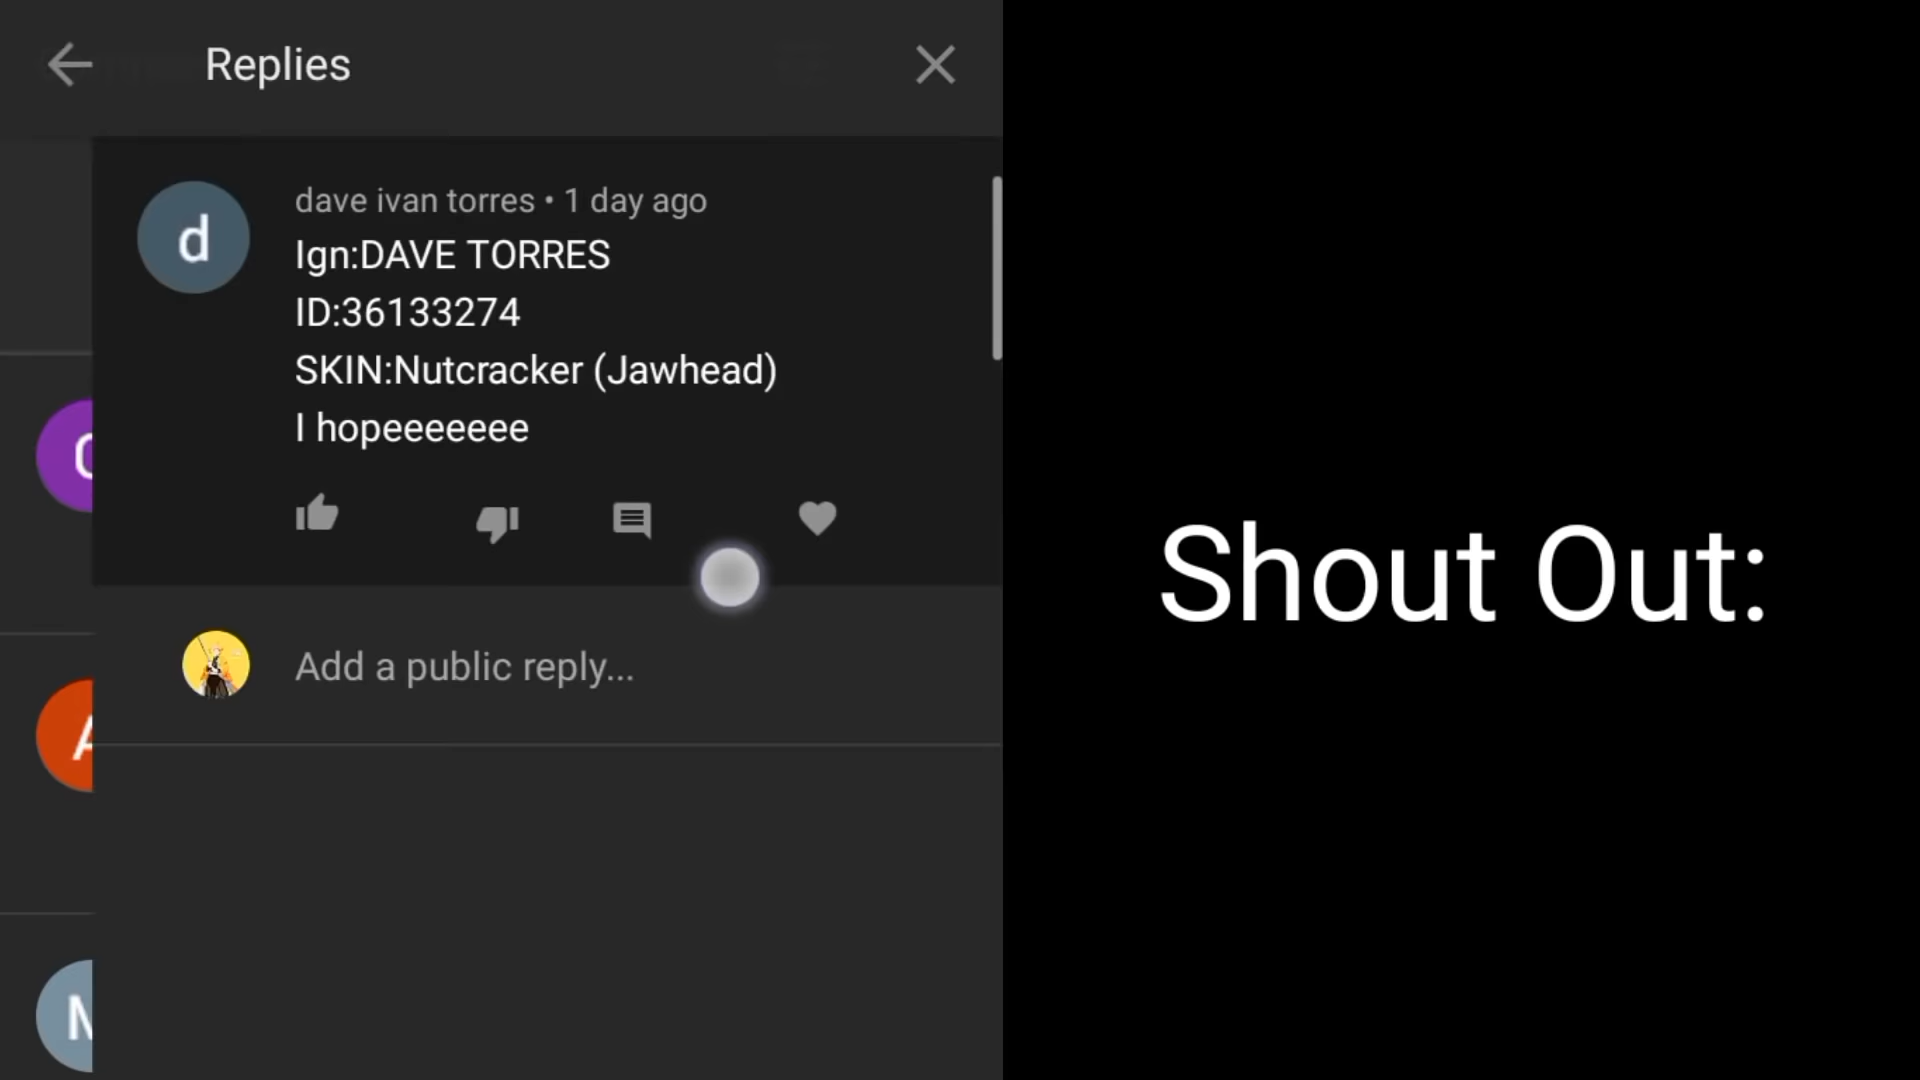 Replies
d
dave ivan torres • 1 day ago
Ign:DAVE TORRES
ID:36133274
SKIN:Nutcracker (Jawhead)
I hopeeeeeee
Add a public reply...
A
M
Shout Out: